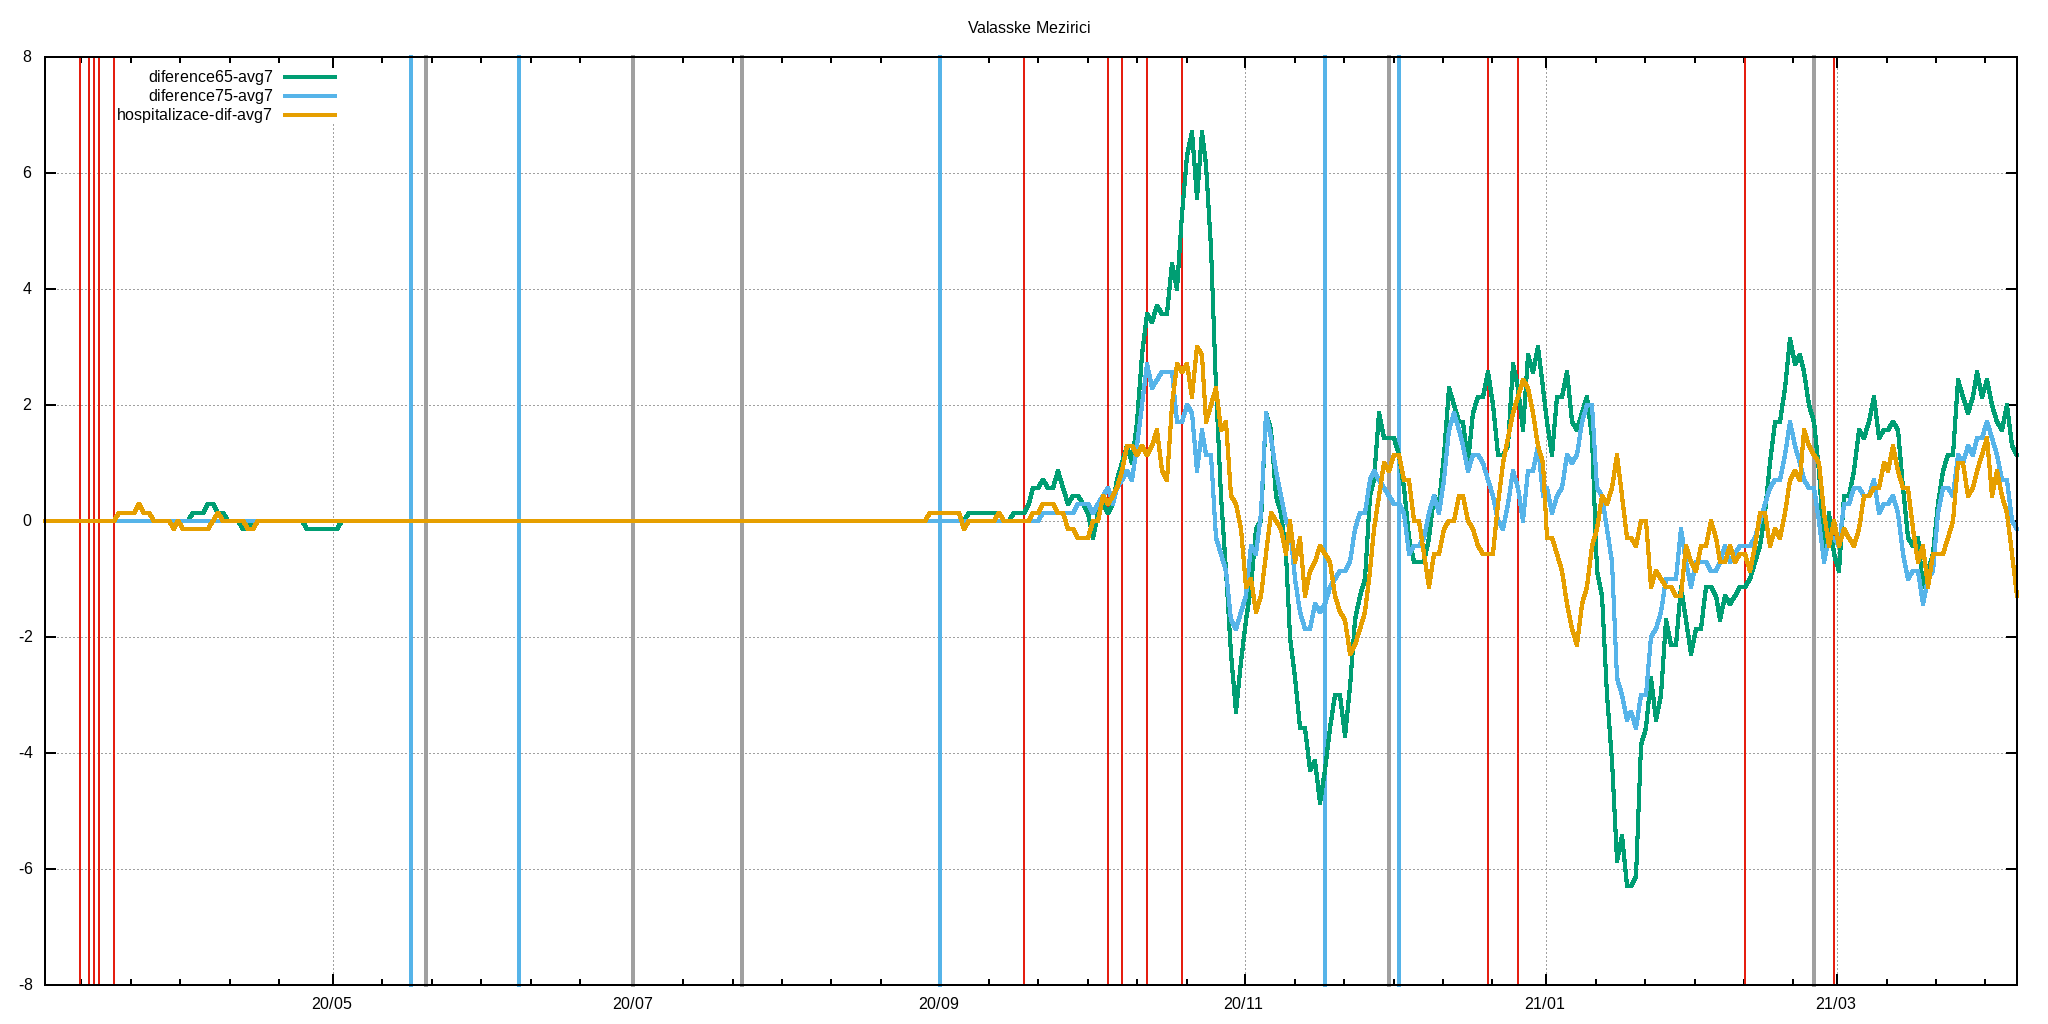 Valasske Mezirici
8
diference65-avg7
diference75-avg7
hospitalizace-dif-avg7
6
4
2
0
-2
-4
-6
-8
20/05 20/07 20/09 20/11 21/01 21/03